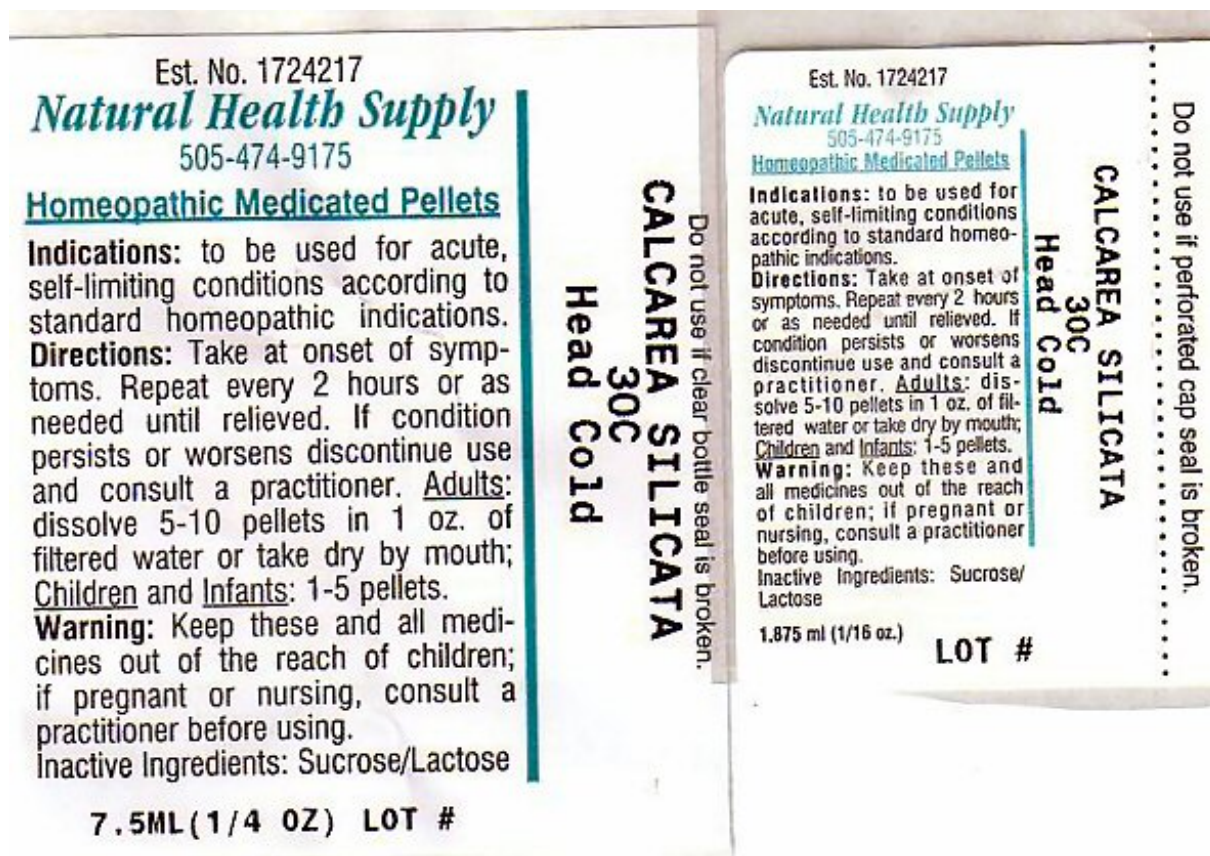 Est. No. 1724217
Natural Health Supply
505-474-9175
Homeopathic Medicated Pellets
Indications: to be used for acute,
self-limiting conditions according to
standard homeopathic indications.
Directions: Take at onset of symp-
toms. Repeat every 2 hours or as
needed until relieved. If condition
persists or worsens discontinue use
and consult a practitioner. Adults:
dissolve 5-10 pellets in 1 oz. of
filtered water or take dry by mouth;
Children and Infants: 1-5 pellets.
Warning: Keep these and all medi-
cines out of the reach of children;
if pregnant or nursing, consult a
practitioner before using.
Inactive Ingredients: Sucrose/Lactose
7.5ML(1/4 OZ) LOT #
Do not use if clear bottle seal is broken.
CALCAREA SILICATA
30C
Head Cold
Est. No. 1724217
Natural Health Supply
505-474-9175
Homeopathic Medicated Pellets
Indications: to be used for
acute, self-limiting conditions
according to standard homeo-
pathic indications.
Directions: Take at onset of
symptoms. Repeat every 2 hours
or as needed until relieved. If
condition persists or worsens
discontinue use and consult a
practitioner. Adults: dis-
solve 5-10 pellets in 1 oz. of fil-
tered water or take dry by mouth;
Children and Infants: 1-5 pellets.
Warning: Keep these and
all medicines out of the reach
of children; if pregnant or
nursing, consult a practitioner
before using.
Inactive Ingredients: Sucrose/
Lactose
1.875 ml (1/16 oz.)
LOT #
CALCAREA SILICATA
30C
Head Cold
Do not use if perforated cap seal is broken.